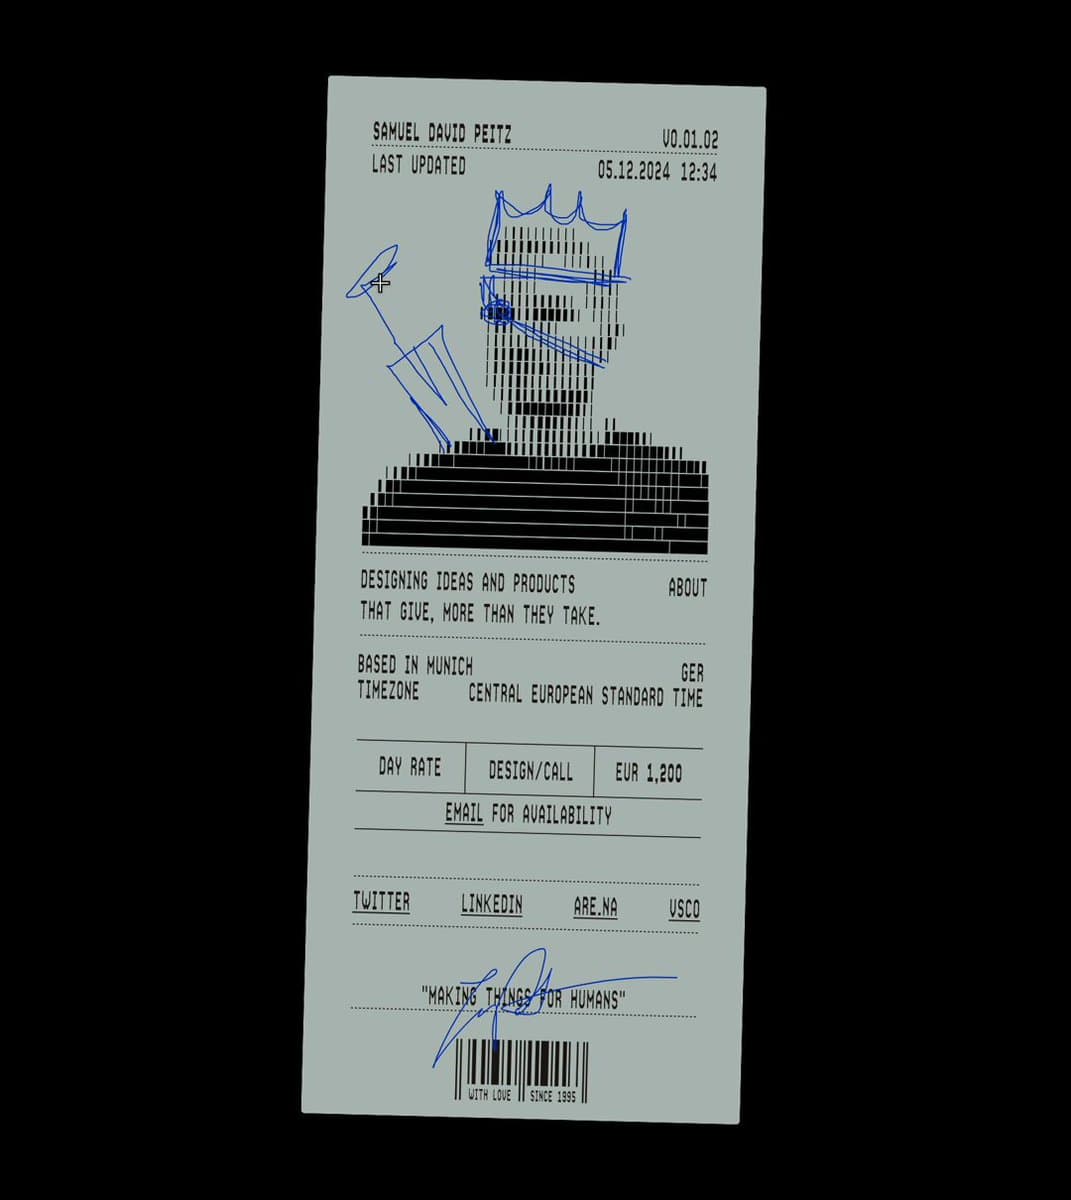 SAMUEL DAVID PEITZ V0.01.02
LAST UPDATED 05.12.2024 12:34
DESIGNING IDEAS AND PRODUCTS ABOUT
THAT GIVE, MORE THAN THEY TAKE.
BASED IN MUNICH GER
TIMEZONE CENTRAL EUROPEAN STANDARD TIME
DAY RATE DESIGN/CALL EUR 1,200
EMAIL FOR AVAILABILITY
TWITTER LINKEDIN ARE.NA VSCO
"MAKING THINGS FOR HUMANS"
WITH LOVE SINCE 1995